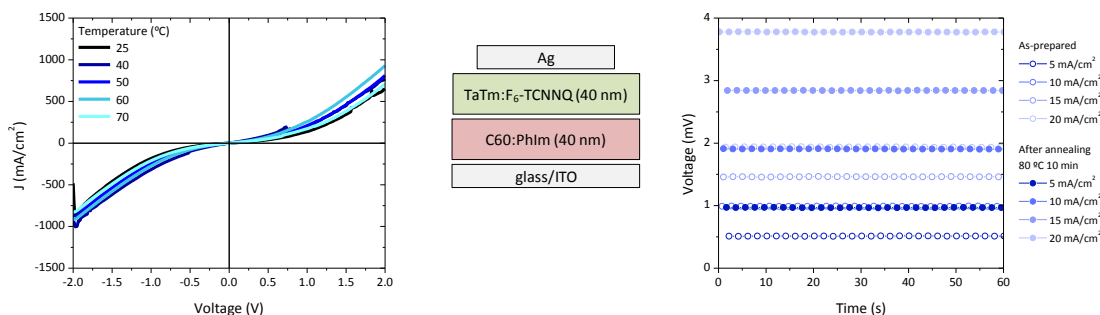 1500
1000
500
0
-500
-1000
-1500
J (mA/cm²)
Temperature (ºC)
25
40
50
60
70
-2.0 -1.5 -1.0 -0.5 0.0 0.5 1.0 1.5 2.0
Voltage (V)
Ag
TaTm:F₆-TCNNQ (40 nm)
C60:PhIm (40 nm)
glass/ITO
4
3
2
1
0
Voltage (mV)
0 10 20 30 40 50 60
Time (s)
As-prepared
5 mA/cm²
10 mA/cm²
15 mA/cm²
20 mA/cm²
After annealing
80 ºC 10 min
5 mA/cm²
10 mA/cm²
15 mA/cm²
20 mA/cm²